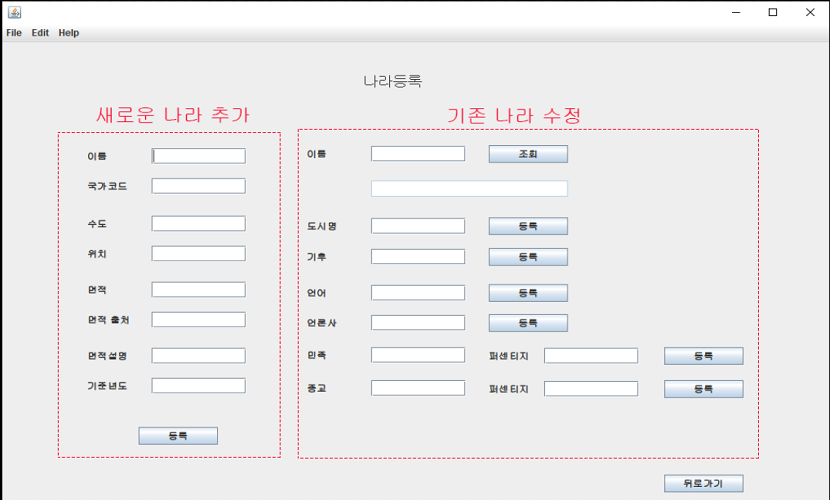 File Edit Help
나라등록
새로운 나라 추가
이름
국가코드
수도
위치
면적
면적 출처
면적설명
기준년도
등록
기존 나라 수정
이름 조회
도시명 등록
기후 등록
언어 등록
언론사 등록
민족 퍼센티지 등록
종교 퍼센티지 등록
뒤로가기